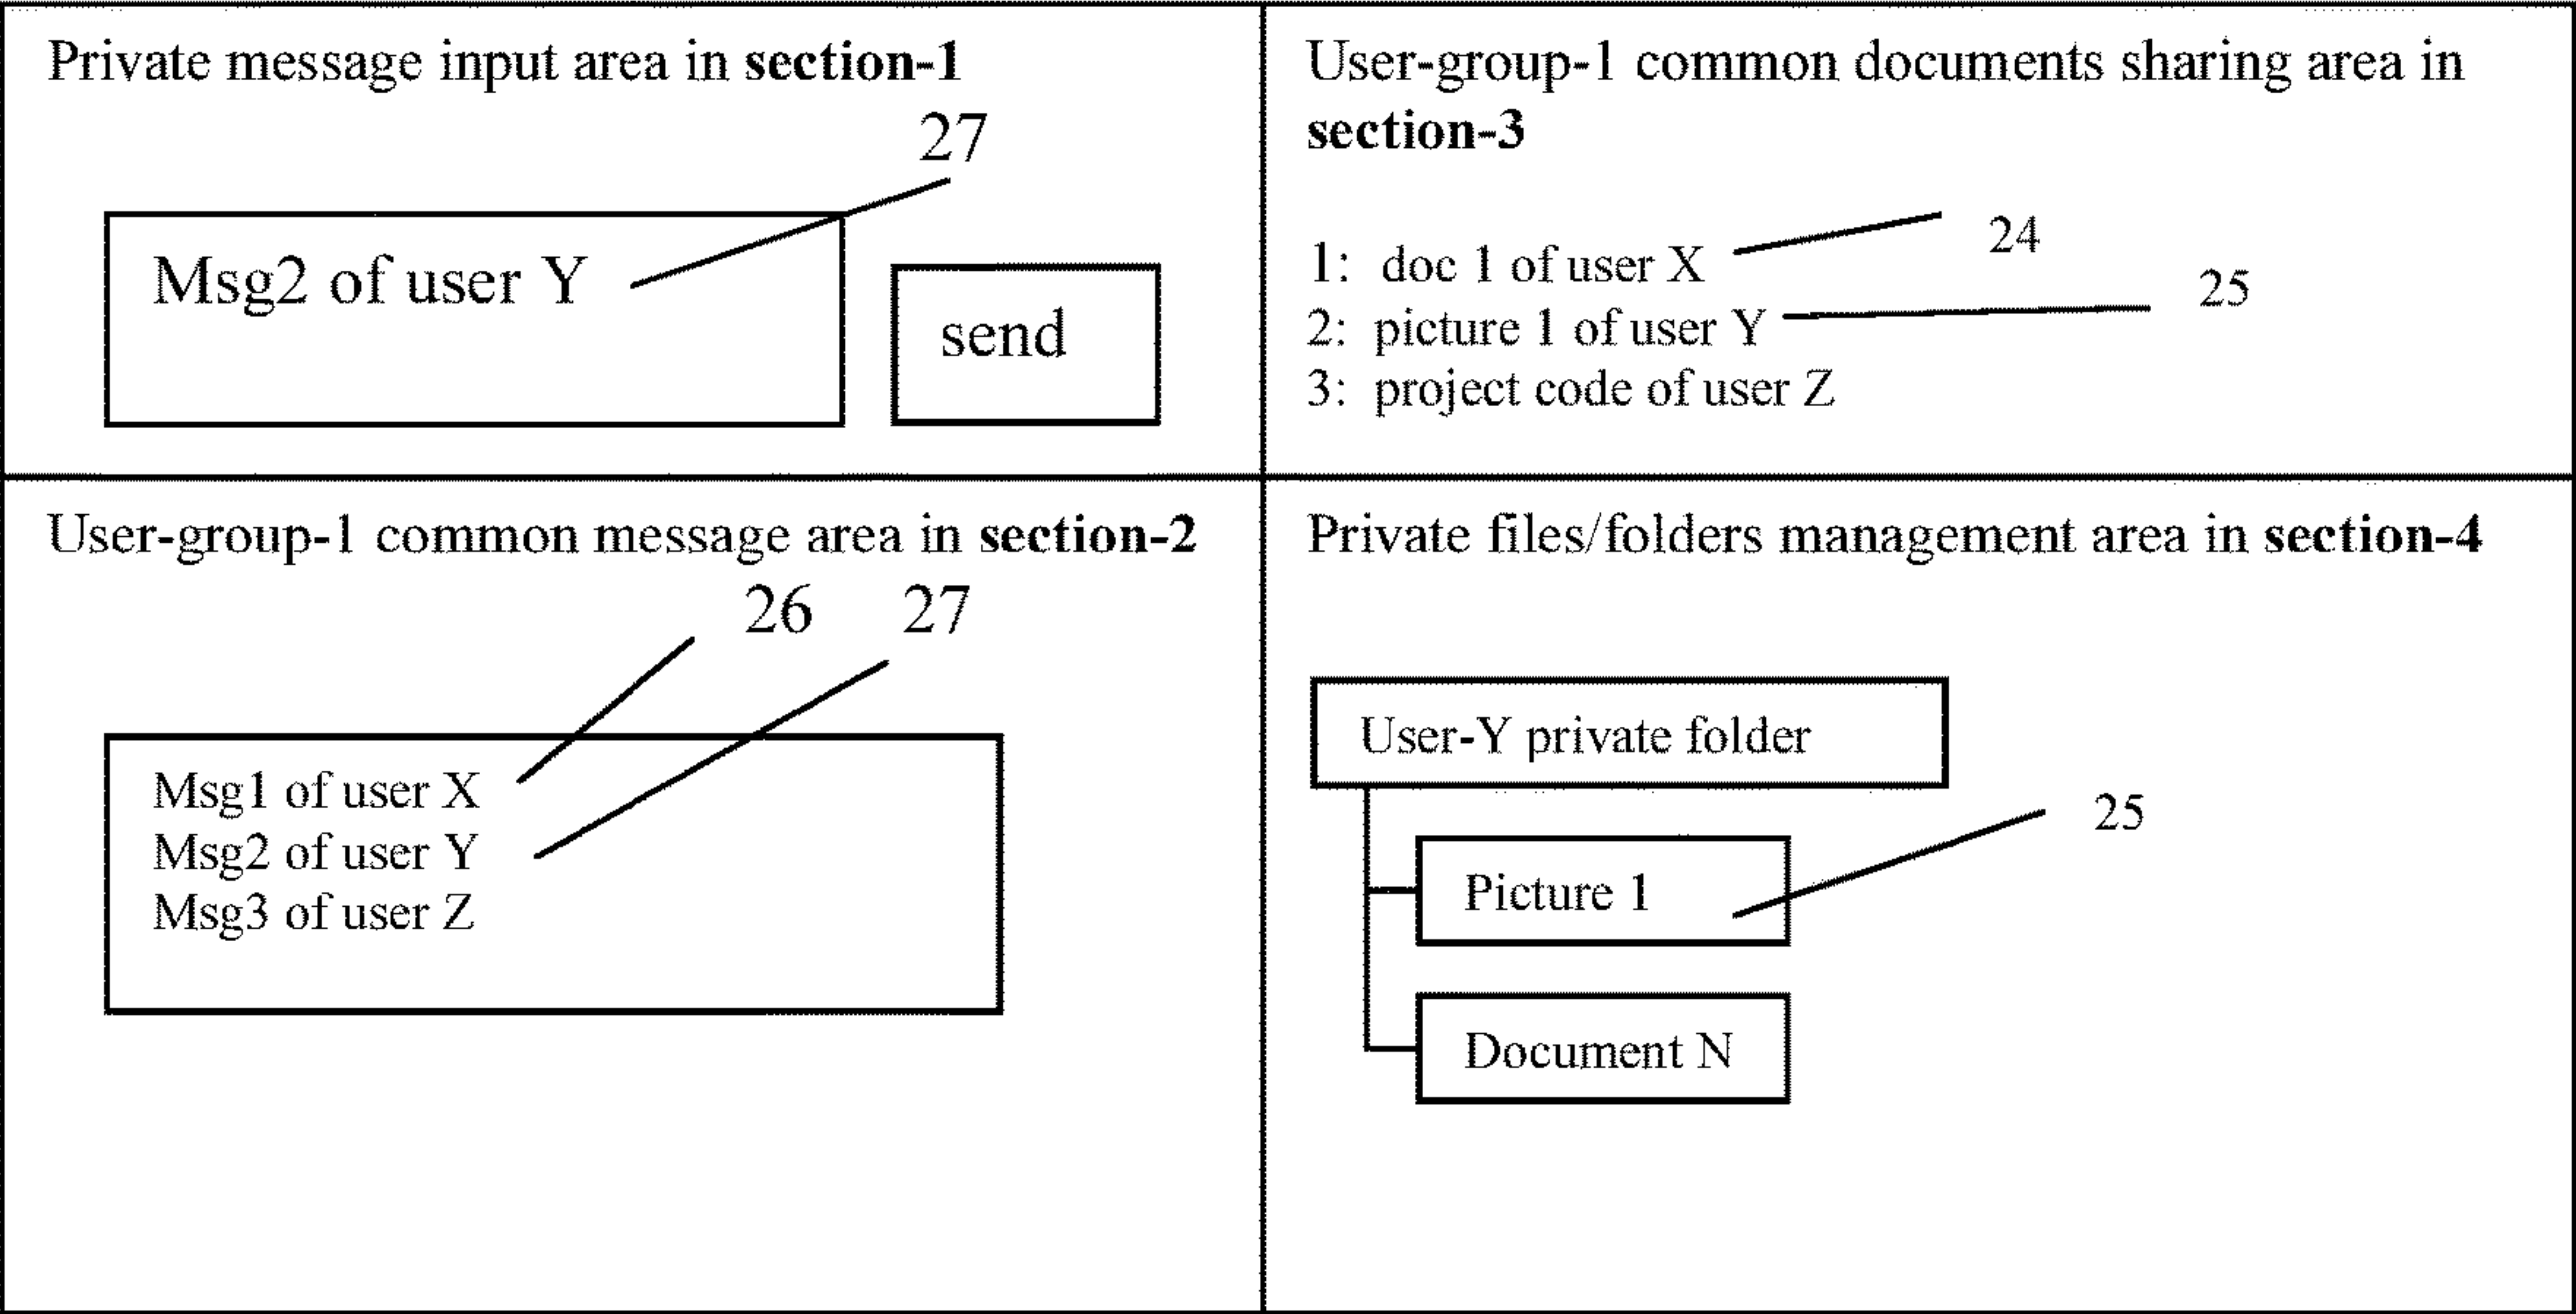 Private message input area in section-1
27
Msg2 of user Y
send
User-group-1 common documents sharing area in
section-3
24
1: doc 1 of user X
25
2: picture 1 of user Y
3: project code of user Z
User-group-1 common message area in section-2
26 27
Msg1 of user X
Msg2 of user Y
Msg3 of user Z
Private files/folders management area in section-4
User-Y private folder
25
Picture 1
Document N